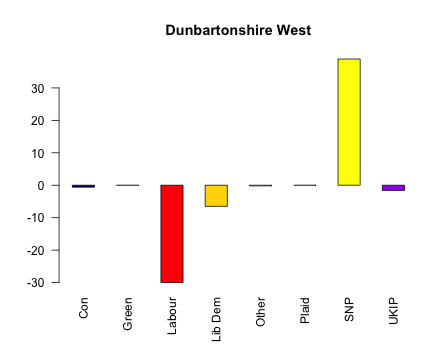 Dunbartonshire West
30
20
10
0
-10
-20
-30
Con
Green
Labour
Lib Dem
Other
Plaid
SNP
UKIP